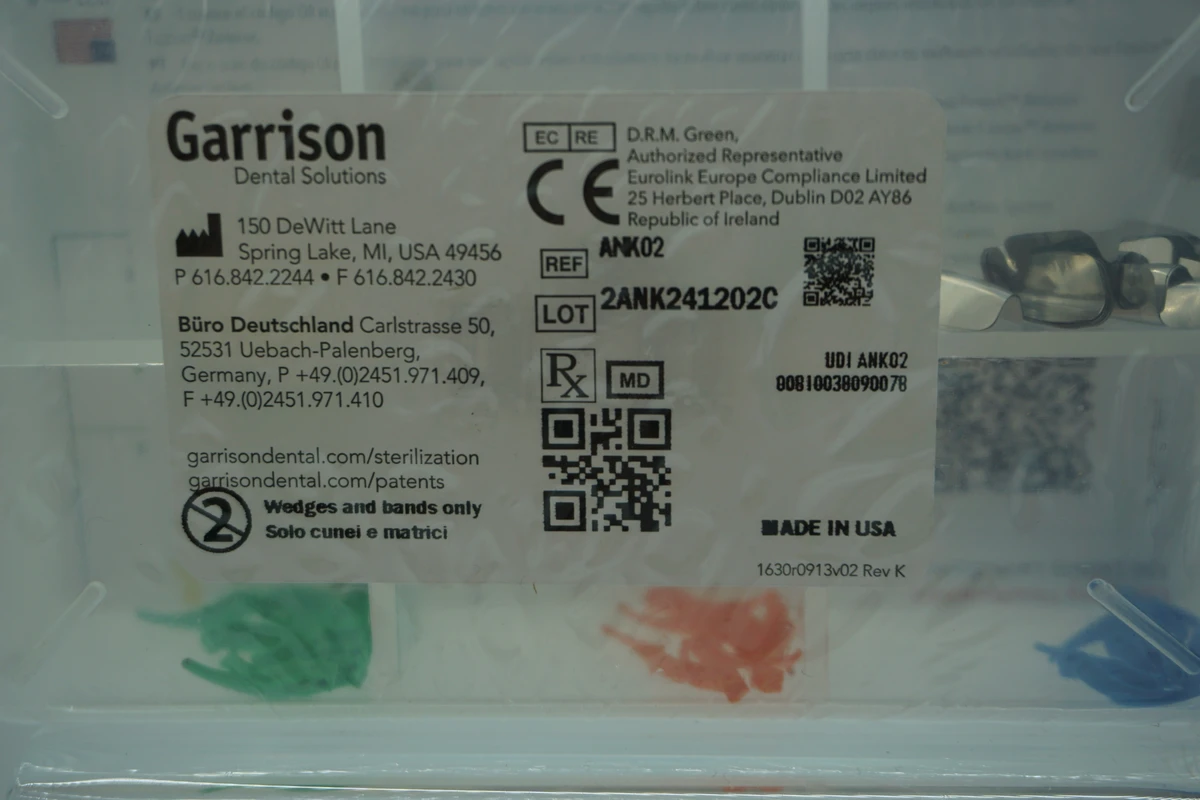 Garrison
Dental Solutions
150 DeWitt Lane
Spring Lake, MI, USA 49456
P 616.842.2244 • F 616.842.2430
Büro Deutschland Carlstrasse 50,
52531 Uebach-Palenberg,
Germany, P +49.(0)2451.971.409,
F +49.(0)2451.971.410
garrisondental.com/sterilization
garrisondental.com/patents
2 Wedges and bands only
Solo cunei e matrici
EC RE
CE
D.R.M. Green,
Authorized Representative
Eurolink Europe Compliance Limited
25 Herbert Place, Dublin D02 AY86
Republic of Ireland
REF ANK02
LOT 2ANK241202C
Rx MD
UDI ANK02
00810038090078
MADE IN USA
1630r0913v02 Rev K